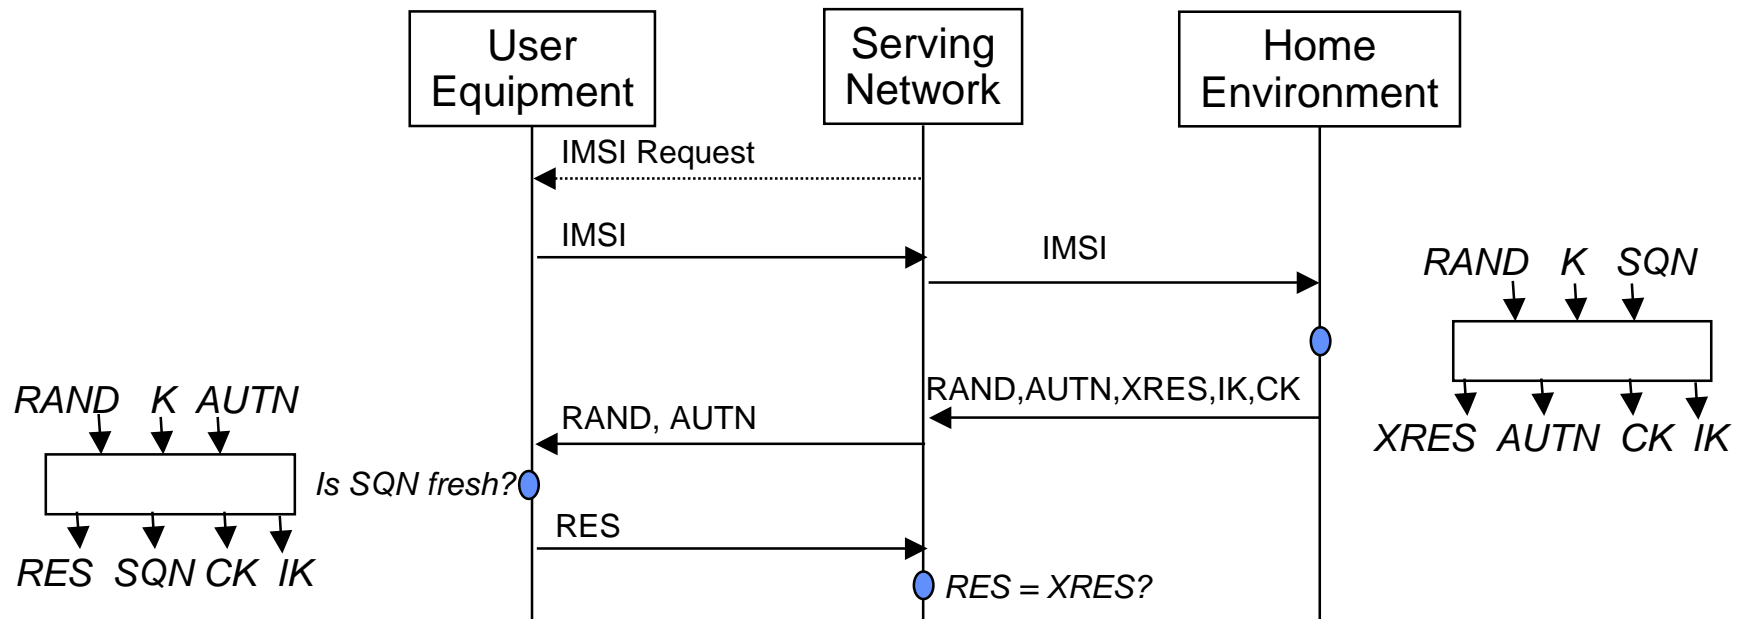 User
Equipment
Serving
Network
Home
Environment
IMSI Request
IMSI
IMSI
RAND K SQN
RAND,AUTN,XRES,IK,CK
XRES AUTN CK IK
RAND K AUTN
RAND, AUTN
Is SQN fresh?
RES
RES SQN CK IK
RES = XRES?